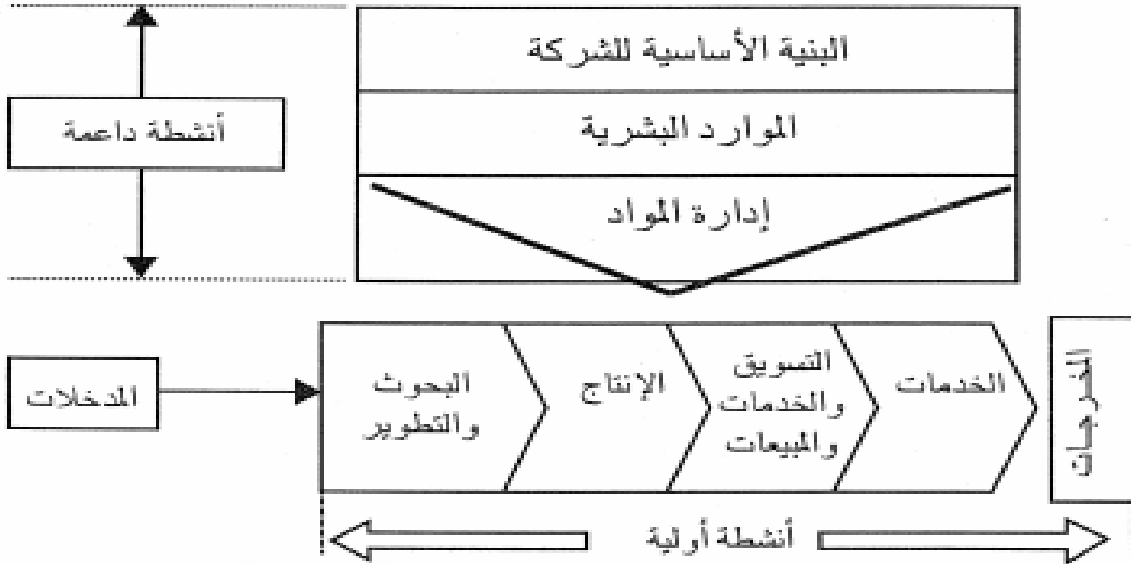 البنية الأساسية للشركة
أنشطة داعمة
الموارد البشرية
إدارة المواد
المدخلات
البحوث
والتطوير
الإنتاج
التسويق
والخدمات
والمبيعات
الخدمات
المخرجات
أنشطة أولية